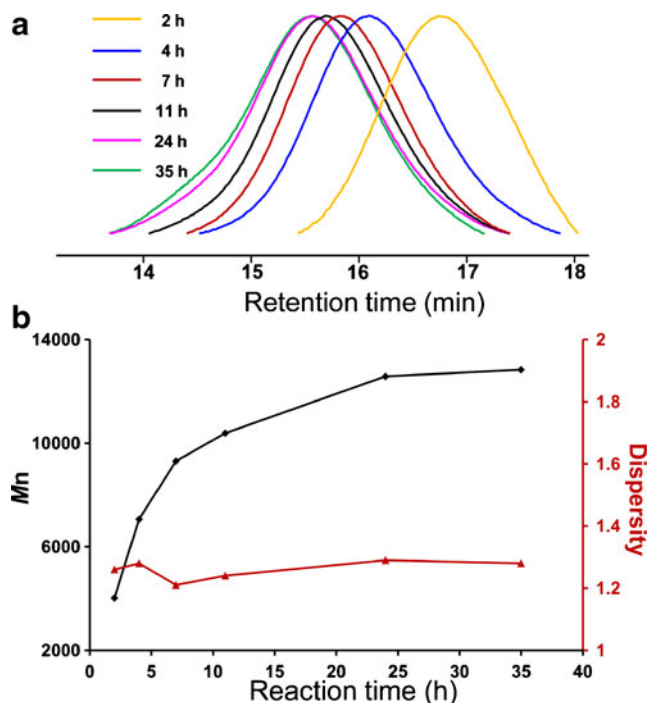 a
2 h
4 h
7 h
11 h
24 h
35 h
14 15 16 17 18
Retention time (min)
b
14000 2
1.8
10000
1.6
Mn Dispersity
1.4
6000
1.2
2000 1
0 5 10 15 20 25 30 35 40
Reaction time (h)